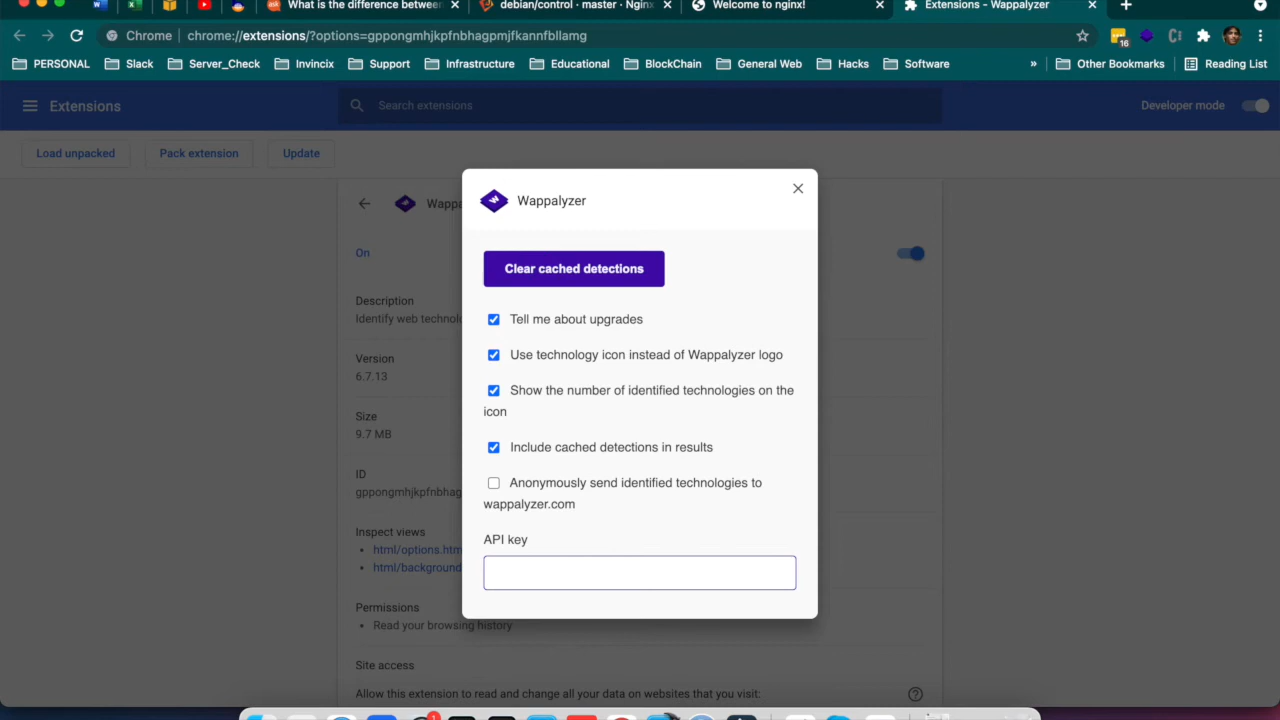 What is the difference between
debian/control · master · Nginx
Welcome to nginx!
Extensions - Wappalyzer
Chrome | chrome://extensions/?options=gppongmhjkpfnbhagpmjfkannfbllamg
16
PERSONAL
Slack
Server_Check
Invincix
Support
Infrastructure
Educational
BlockChain
General Web
Hacks
Software
»
Other Bookmarks
Reading List
Extensions
Search extensions
Developer mode
Load unpacked
Pack extension
Update
Wappalyzer
Clear cached detections
Tell me about upgrades
Use technology icon instead of Wappalyzer logo
Show the number of identified technologies on the
icon
Include cached detections in results
Anonymously send identified technologies to
wappalyzer.com
API key
On
Description
Version
6.7.13
Size
9.7 MB
ID
gppongmhjkpfnbhag
Inspect views
html/options.htm
html/background
Permissions
Read your browsing history
Site access
Allow this extension to read and change all your data on websites that you visit: